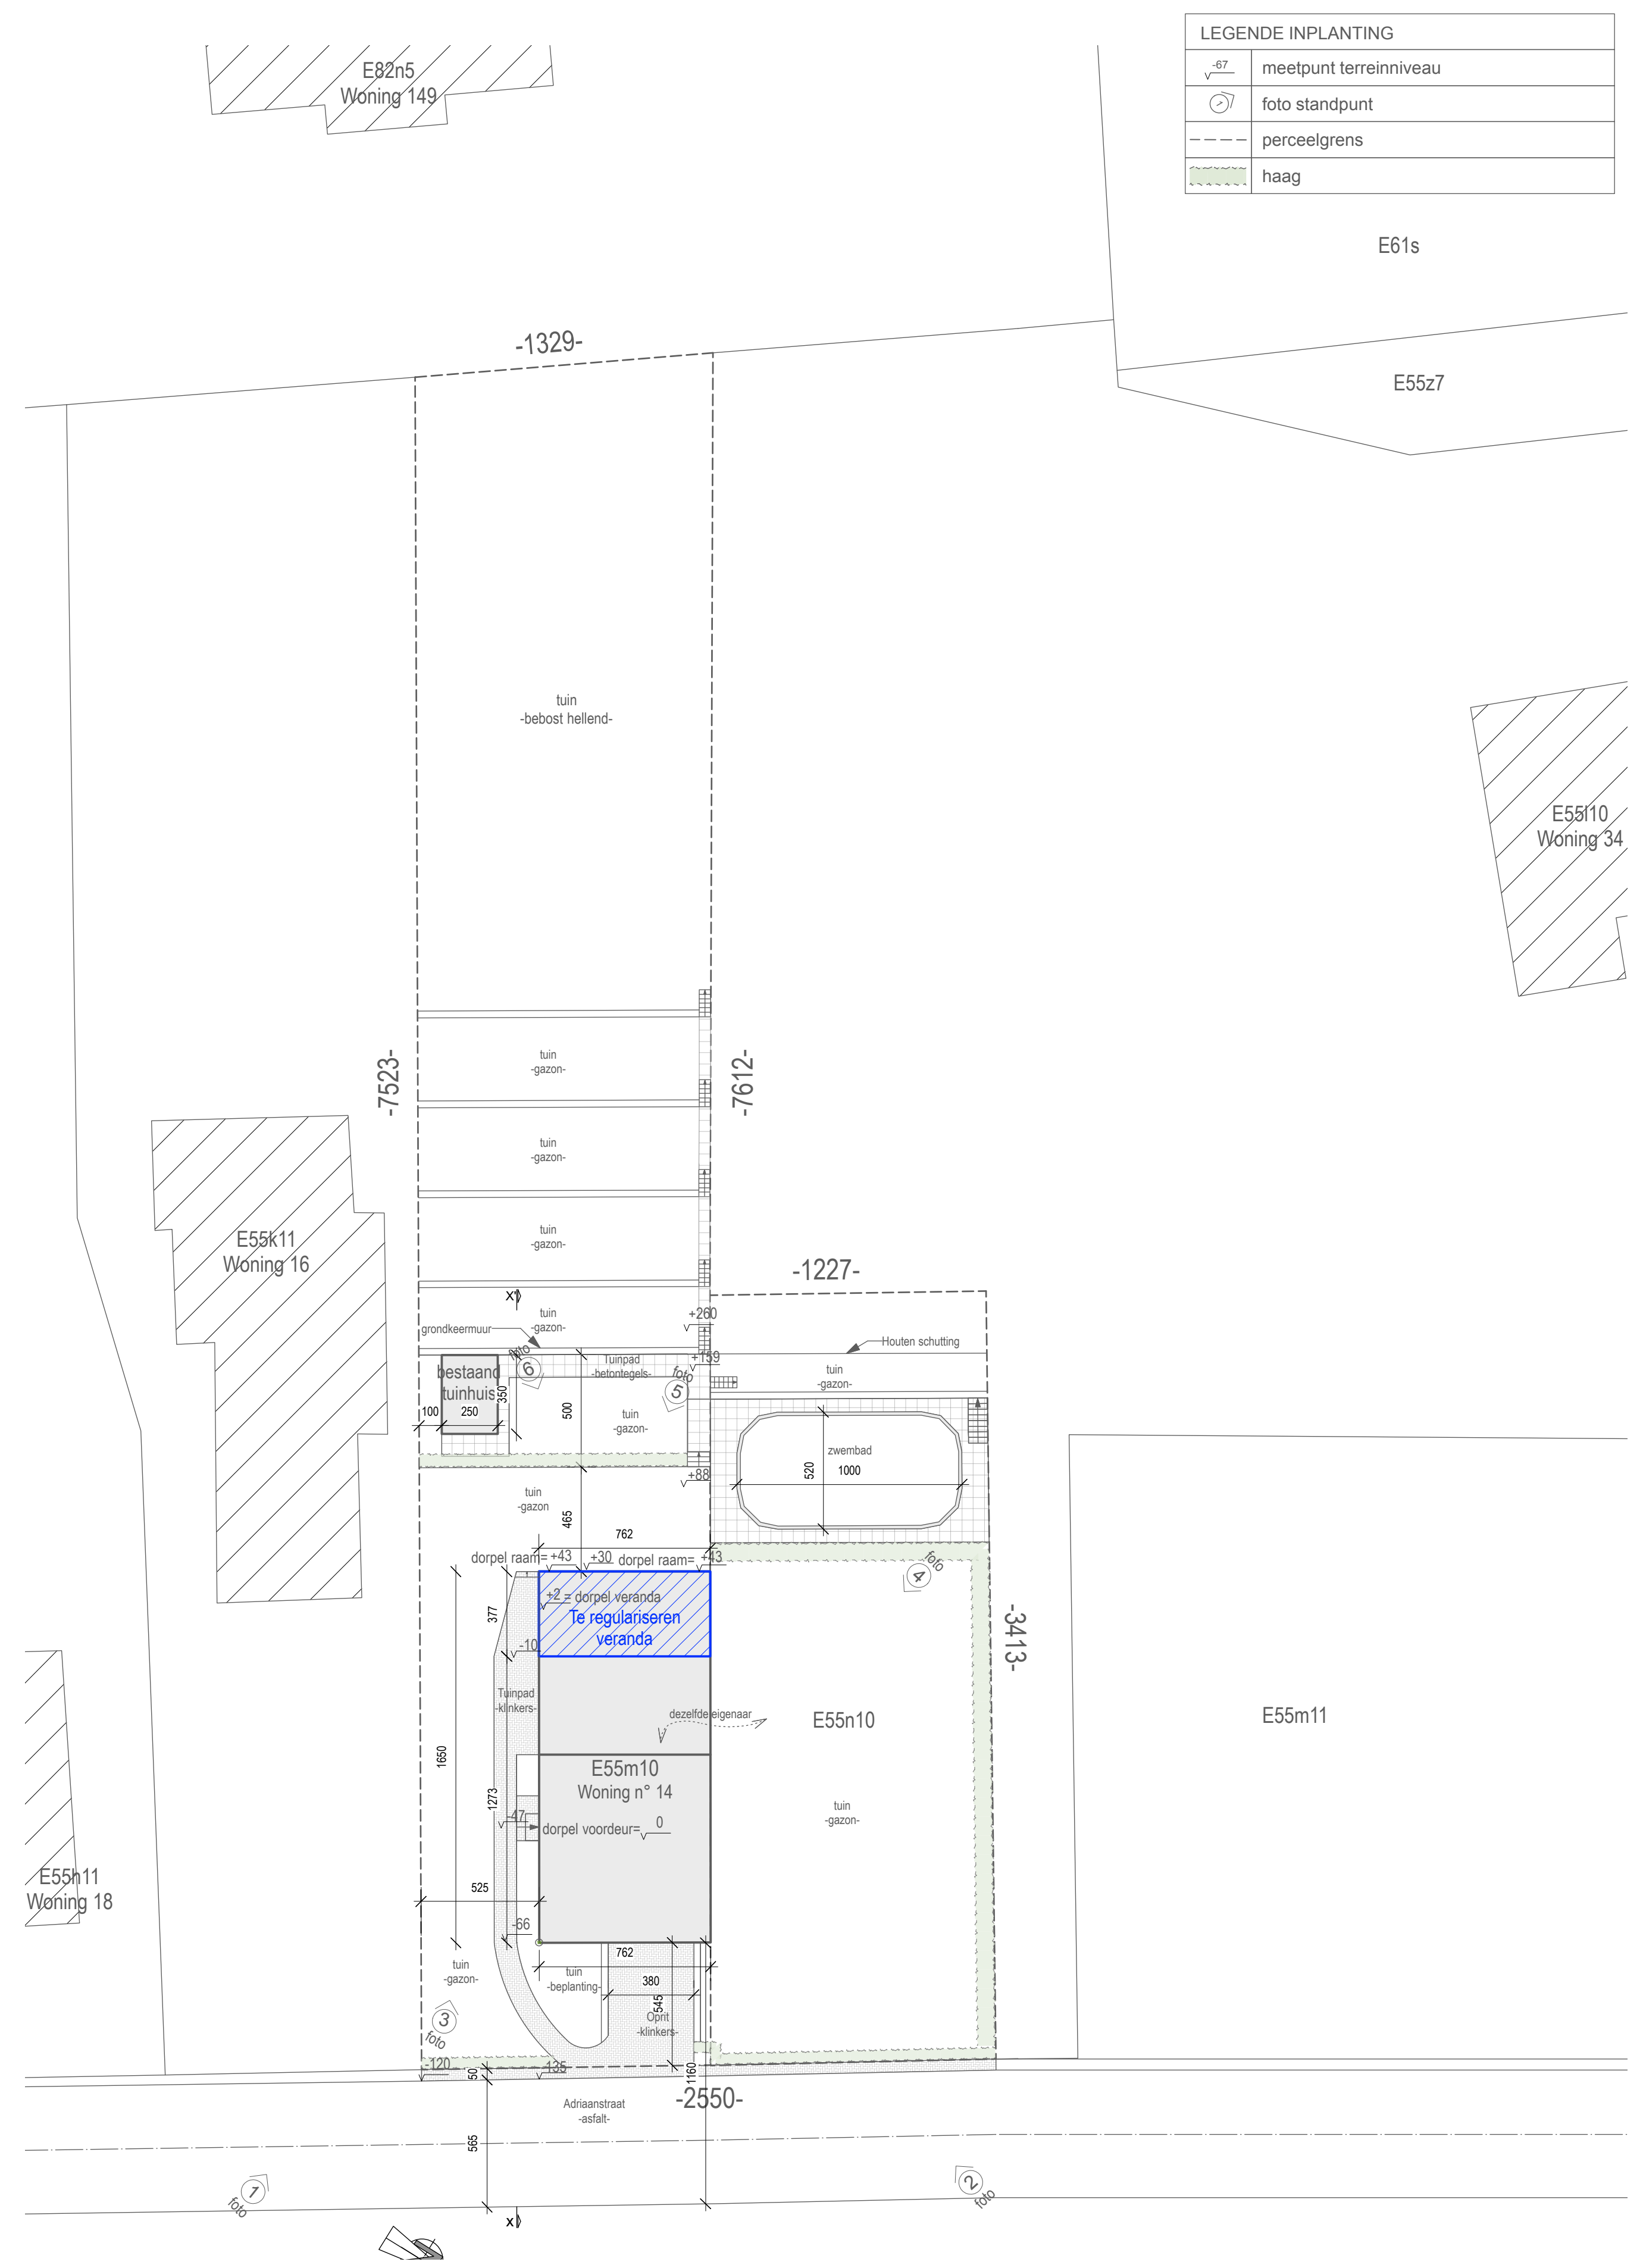 LEGENDE INPLANTING
-67
meetpunt terreinniveau
foto standpunt
perceelgrens
haag
E82n5
Woning 149
E61s
-1329-
E55z7
tuin
-bebost hellend-
E55l10
Woning 34
-7523-
-7612-
tuin
-gazon-
tuin
-gazon-
tuin
-gazon-
E55k11
Woning 16
-1227-
X'
tuin
-gazon-
+260
grondkeermuur
Houten schutting
foto
6
Tuinpad
-betontegels-
+159
foto
5
bestaand
tuinhuis
350
tuin
-gazon-
100
250
500
tuin
-gazon-
zwembad
520
1000
+88
tuin
-gazon
465
762
dorpel raam=
+43
+30
dorpel raam=
+43
foto
4
+2
= dorpel veranda
Te regulariseren
veranda
377
-10
-3413-
Tuinpad
-klinkers-
dezelfde eigenaar
E55n10
E55m11
1650
E55m10
Woning n° 14
1273
-47
dorpel voordeur=
0
tuin
-gazon-
E55h11
Woning 18
525
-66
762
tuin
-gazon-
tuin
-beplanting-
380
545
Oprit
-klinkers-
3
foto
-120
-135
50
1160
-2550-
Adriaanstraat
-asfalt-
565
1
foto
2
foto
X